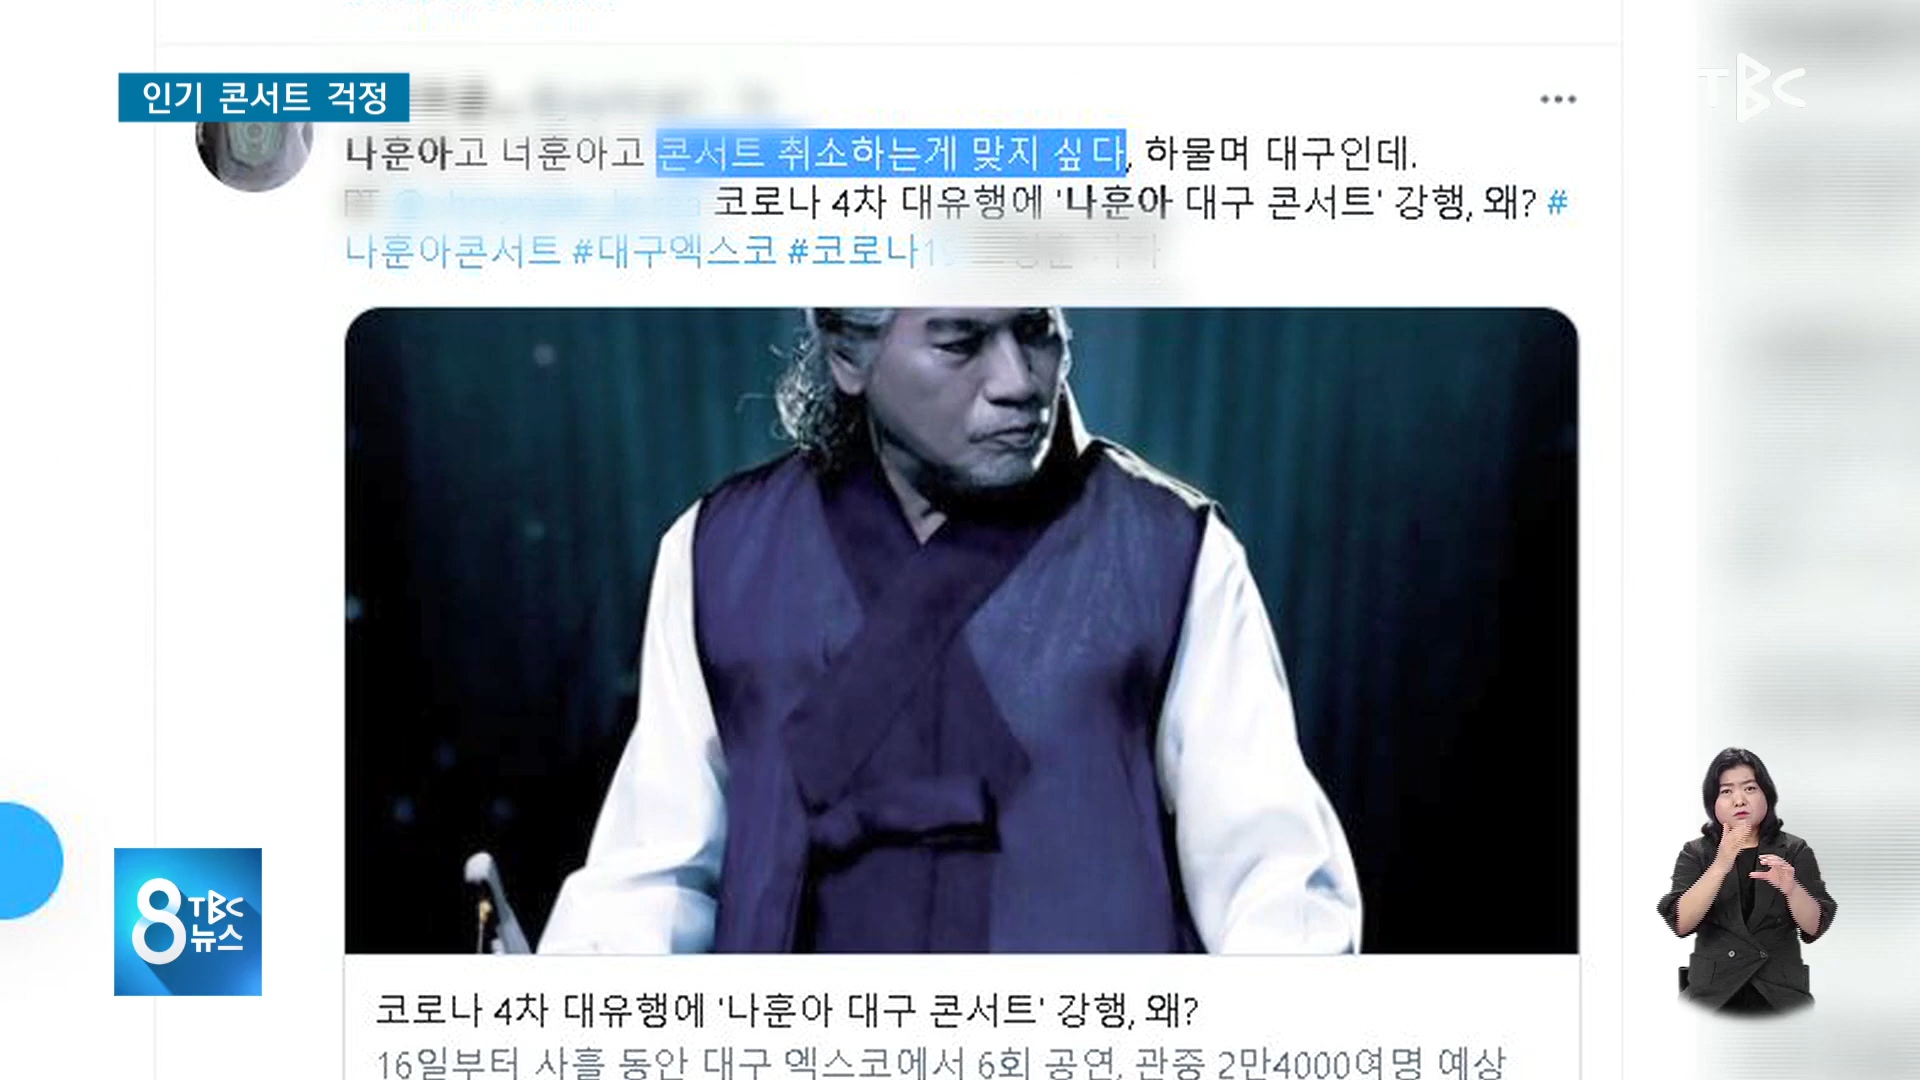 인기 콘서트 걱정
TBC
나훈아고 너훈아고 콘서트 취소하는게 맞지 싶다, 하물며 대구인데.
코로나 4차 대유행에 '나훈아 대구 콘서트' 강행, 왜? #
나훈아콘서트 #대구엑스코 #코로나19
8 TBC
뉴스
코로나 4차 대유행에 '나훈아 대구 콘서트' 강행, 왜?
16일부터 사흘 동안 대구 엑스코에서 6회 공연, 관중 2만4000여명 예상